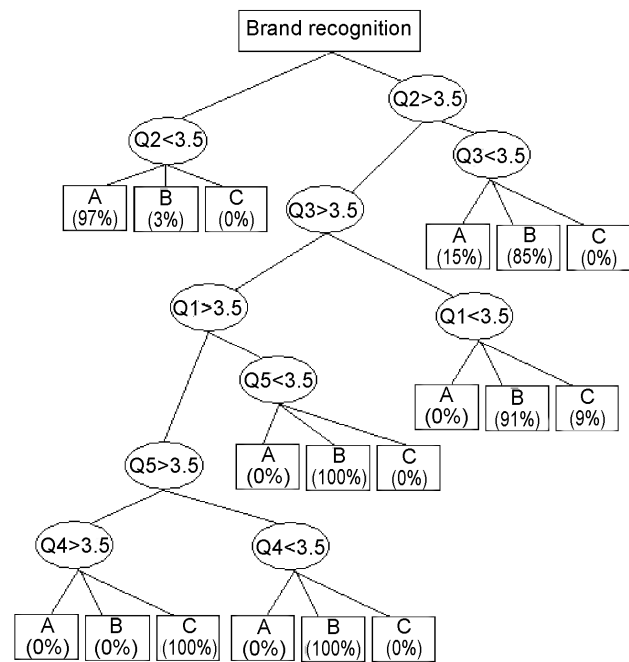 Brand recognition
Q2>3.5
Q2<3.5
Q3<3.5
A B C
(97%) (3%) (0%)
Q3>3.5
A B C
(15%) (85%) (0%)
Q1>3.5
Q1<3.5
Q5<3.5
A B C
(0%) (91%) (9%)
A B C
(0%) (100%) (0%)
Q5>3.5
Q4>3.5
Q4<3.5
A B C
(0%) (0%) (100%)
A B C
(0%) (100%) (0%)